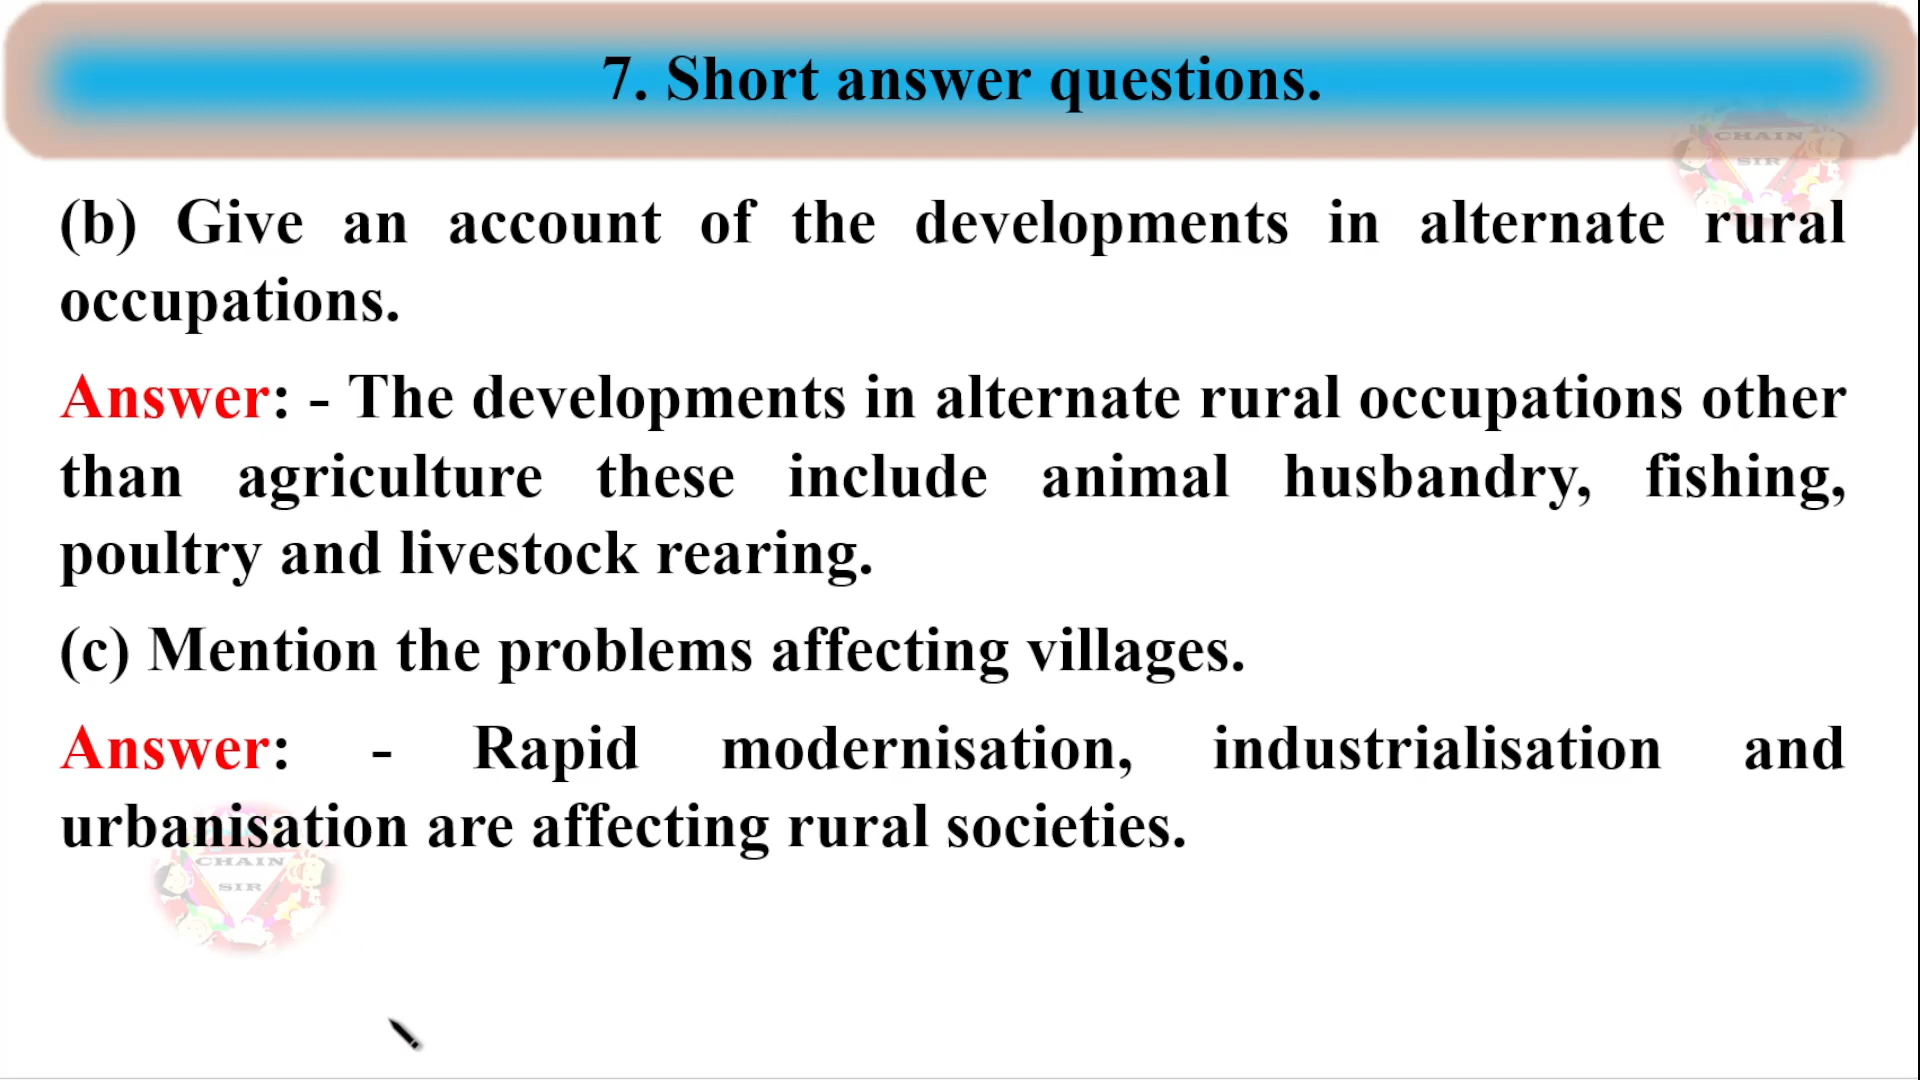 7. Short answer questions.
CHAIN
SIR
(b) Give an account of the developments in alternate rural
occupations.
Answer: - The developments in alternate rural occupations other
than agriculture these include animal husbandry, fishing,
poultry and livestock rearing.
(c) Mention the problems affecting villages.
Answer: - Rapid modernisation, industrialisation and
urbanisation are affecting rural societies.
CHAIN
SIR